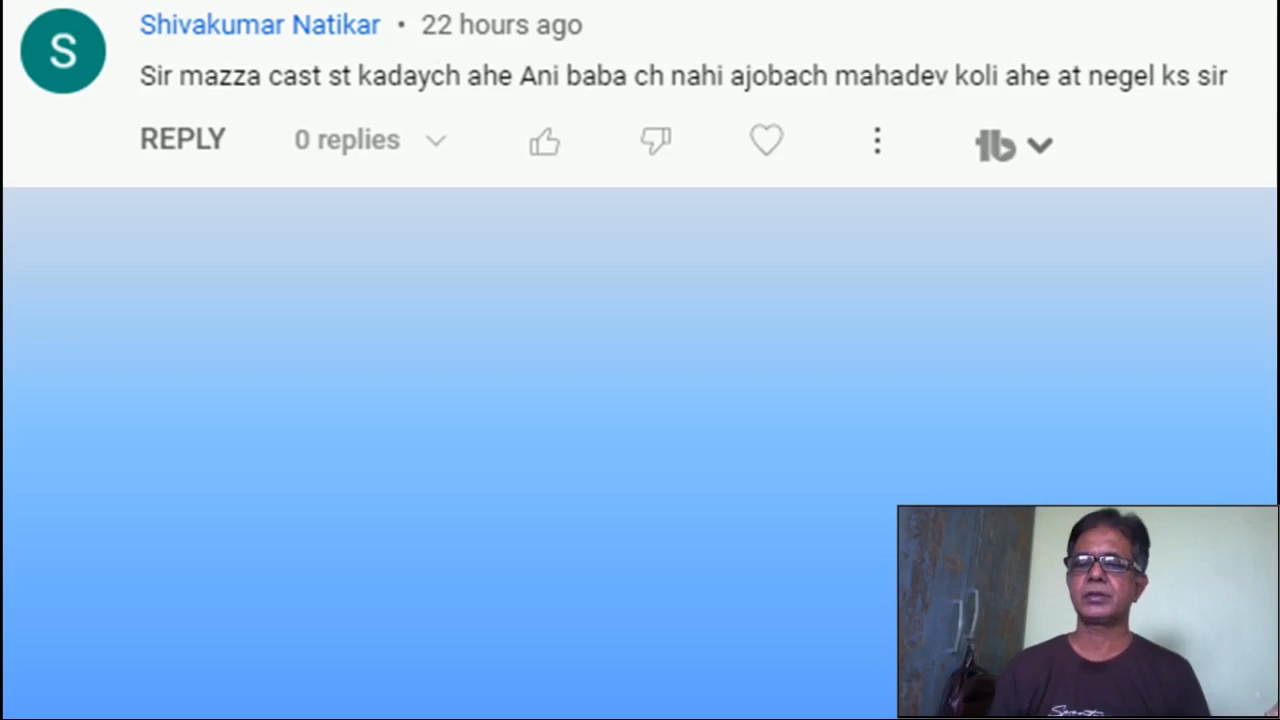 S
Shivakumar Natikar • 22 hours ago
Sir mazza cast st kadaych ahe Ani baba ch nahi ajobach mahadev koli ahe at negel ks sir
REPLY 0 replies